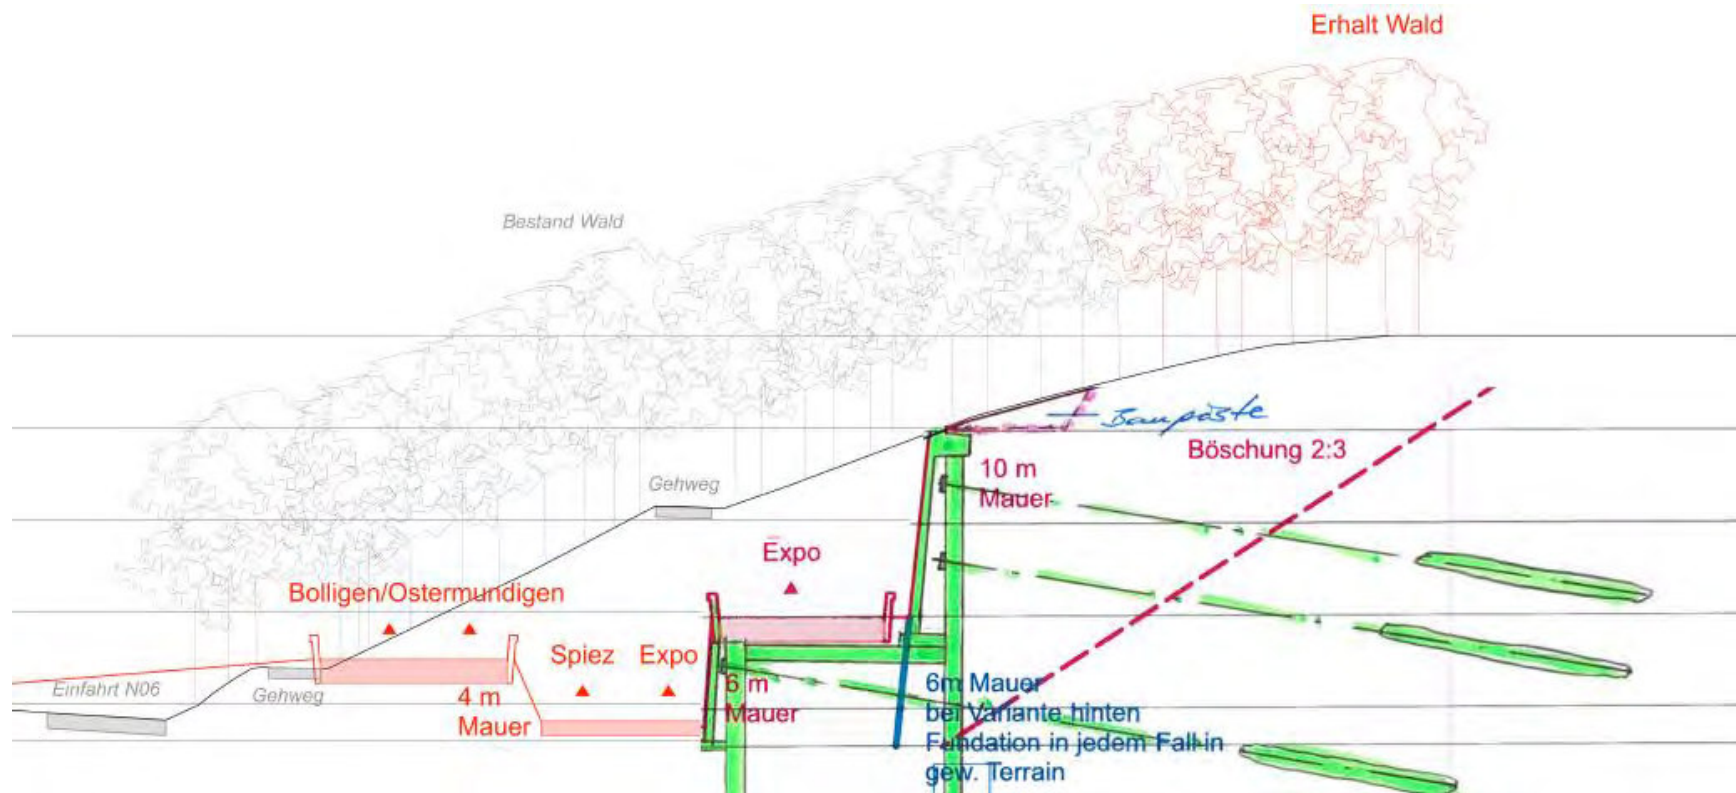 Erhalt Wald
Bestand Wald
Baupiste
Böschung 2:3
Gehweg
10 m
Mauer
Expo
Bolligen/Ostermundigen
Spiez
Expo
Einfahrt N06
Gehweg
4 m
Mauer
6 m
Mauer
6m Mauer
bei Variante hinten
Fundation in jedem Fall in
gew. Terrain